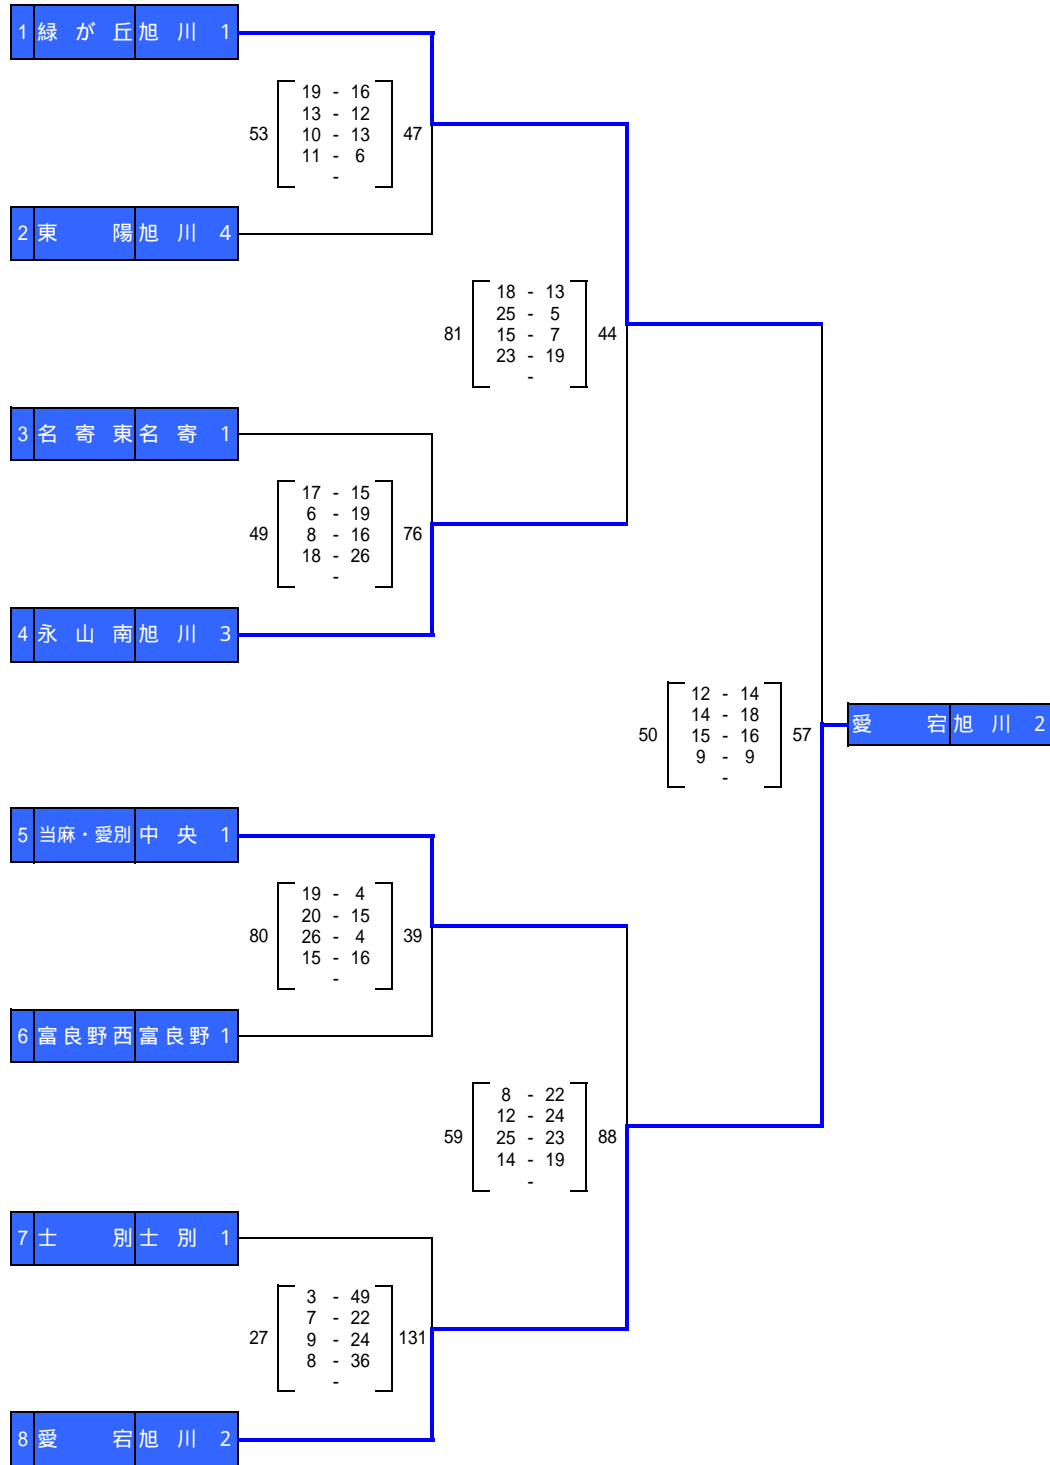 1 緑が丘 旭川 1
19 - 16
13 - 12
53 10 - 13 47
11 - 6
-
2 東陽 旭川 4
18 - 13
25 - 5
81 15 - 7 44
23 - 19
-
3 名寄東 名寄 1
17 - 15
6 - 19
49 8 - 16 76
18 - 26
-
4 永山南 旭川 3
12 - 14
14 - 18
50 15 - 16 57
9 - 9
-
愛宕 旭川 2
5 当麻・愛別 中央 1
19 - 4
20 - 15
80 26 - 4 39
15 - 16
-
6 富良野西 富良野 1
8 - 22
12 - 24
59 25 - 23 88
14 - 19
-
7 士別 士別 1
3 - 49
7 - 22
27 9 - 24 131
8 - 36
-
8 愛宕 旭川 2